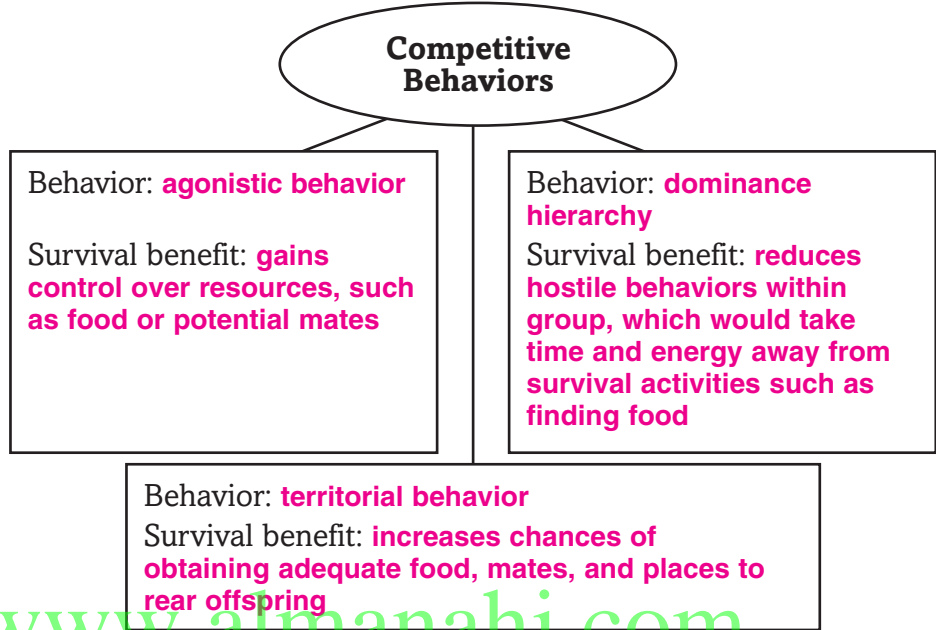 Competitive
Behaviors
Behavior: agonistic behavior
Survival benefit: gains
control over resources, such
as food or potential mates
Behavior: dominance
hierarchy
Survival benefit: reduces
hostile behaviors within
group, which would take
time and energy away from
survival activities such as
finding food
Behavior: territorial behavior
Survival benefit: increases chances of
obtaining adequate food, mates, and places to
rear offspring
www.almanahj.com